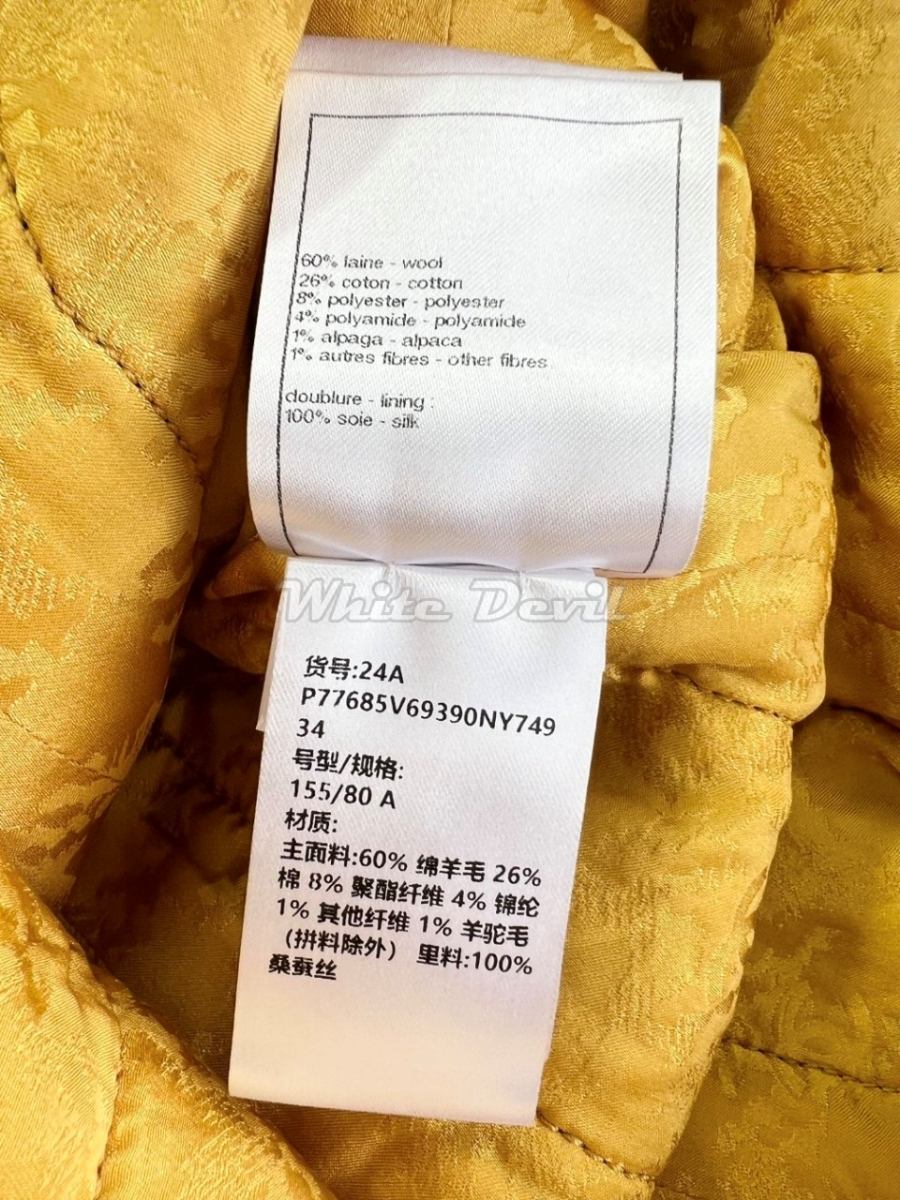 60% laine - wool
26% coton - cotton
8% polyester - polyester
4% polyamide - polyamide
1% alpaga - alpaca
1% autres fibres - other fibres
doublure - lining :
100% soie - silk
White Devil
货号:24A
P77685V69390NY749
34
号型/规格:
155/80 A
材质:
主面料:60% 绵羊毛 26%
棉 8% 聚酯纤维 4% 锦纶
1% 其他纤维 1% 羊驼毛
（拼料除外） 里料:100%
桑蚕丝